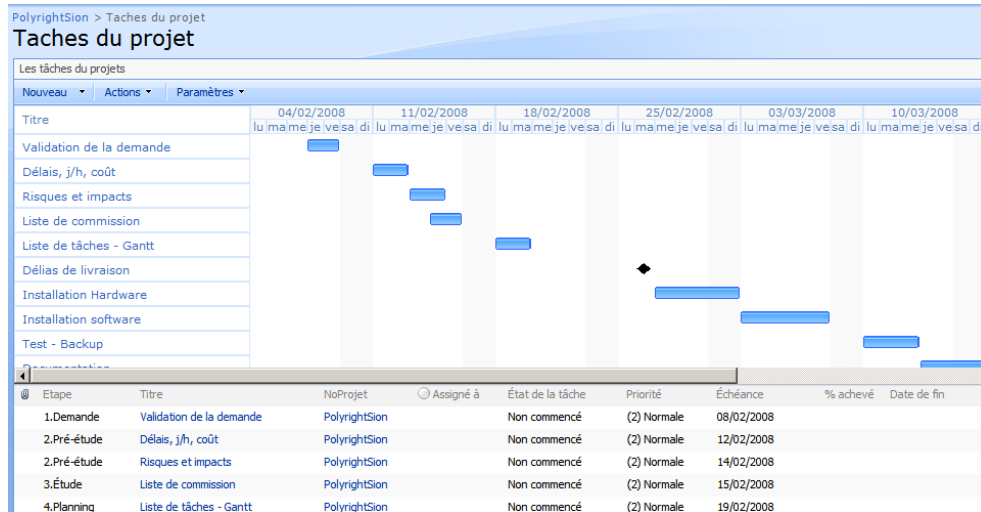 PolyrightSion > Taches du projet
Taches du projet
Les tâches du projets
Nouveau Actions Paramètres
Titre 04/02/2008 11/02/2008 18/02/2008 25/02/2008 03/03/2008 10/03/2008
lu ma me je ve sa di lu ma me je ve sa di lu ma me je ve sa di lu ma me je ve sa di lu ma me je ve sa di lu ma me je ve sa di
Validation de la demande
Délais, j/h, coût
Risques et impacts
Liste de commission
Liste de tâches - Gantt
Délias de livraison
Installation Hardware
Installation software
Test - Backup
Documentation
Etape Titre NoProjet Assigné à État de la tâche Priorité Échéance % achevé Date de fin
1.Demande Validation de la demande PolyrightSion Non commencé (2) Normale 08/02/2008
2.Pré-étude Délais, j/h, coût PolyrightSion Non commencé (2) Normale 12/02/2008
2.Pré-étude Risques et impacts PolyrightSion Non commencé (2) Normale 14/02/2008
3.Étude Liste de commission PolyrightSion Non commencé (2) Normale 15/02/2008
4.Planning Liste de tâches - Gantt PolyrightSion Non commencé (2) Normale 19/02/2008